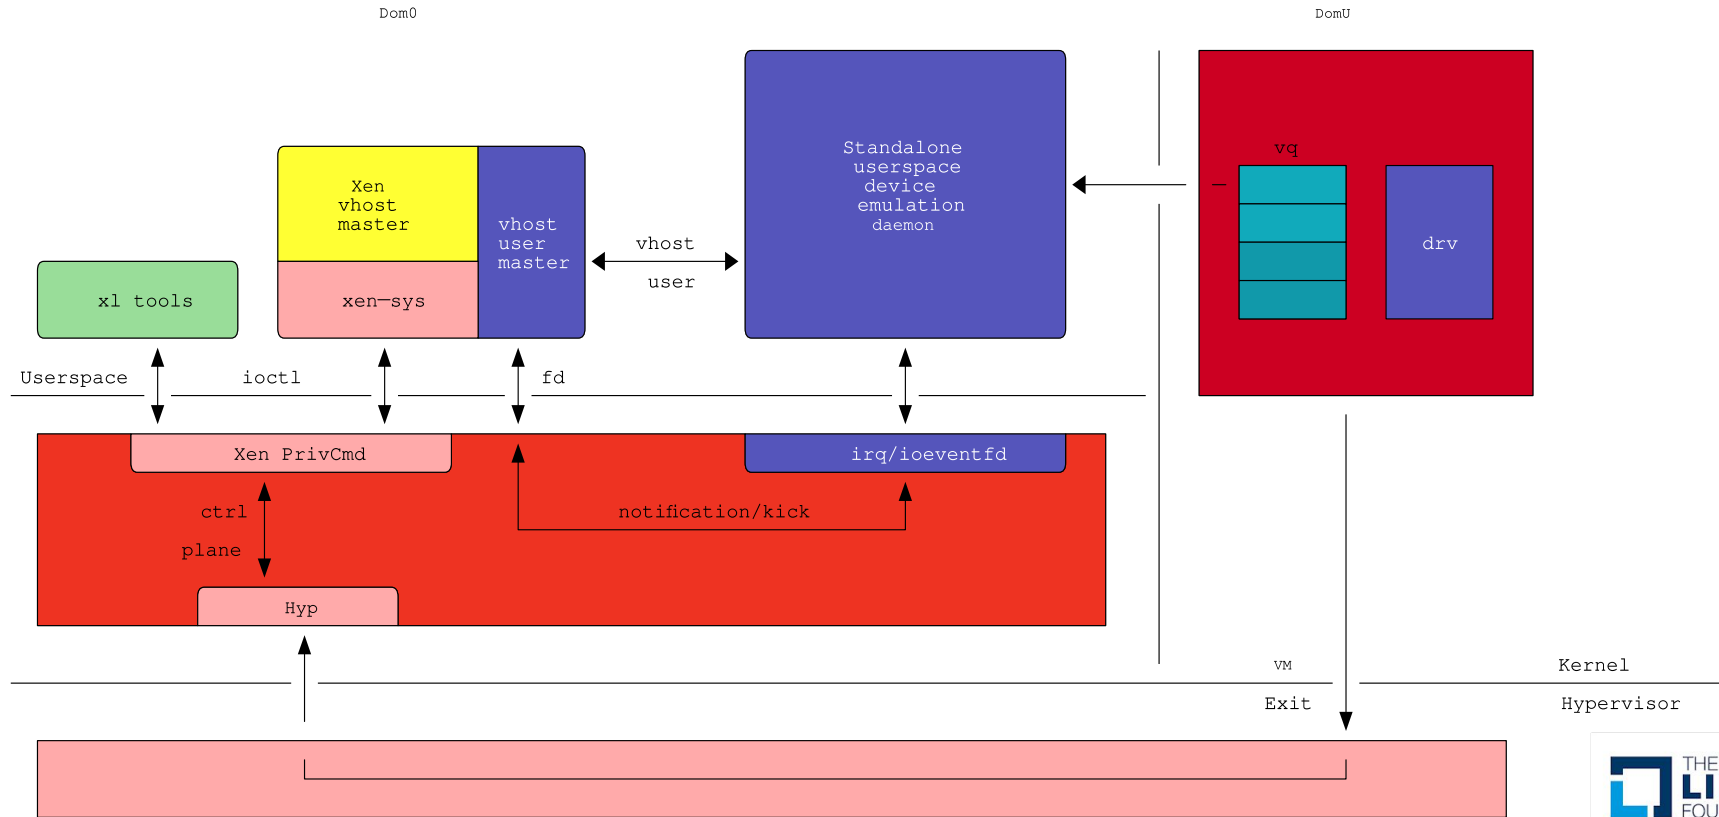 Dom0
DomU
Xen
vhost
master
xen—sys
vhost
user
master
xl tools
vhost
user
Standalone
userspace
device
emulation
daemon
vq
drv
Userspace
ioctl
fd
Xen PrivCmd
irq/ioeventfd
ctrl
plane
notification/kick
Hyp
VM
Exit
Kernel
Hypervisor
THE
LI
FOU